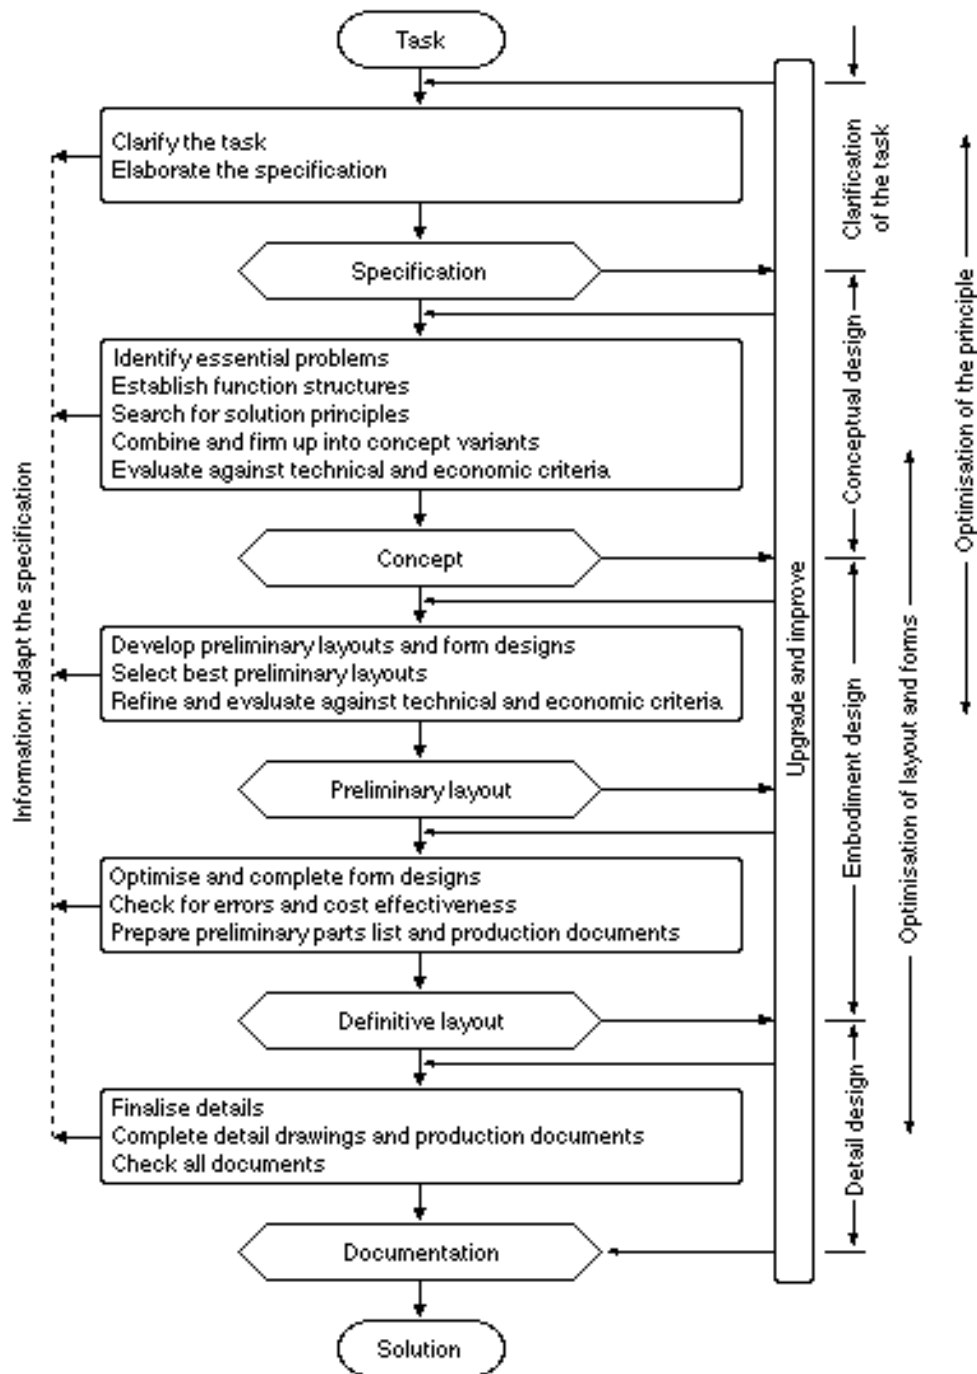 Task
Clarify the task
Elaborate the specification
Specification
Identify essential problems
Establish function structures
Search for solution principles
Combine and firm up into concept variants
Evaluate against technical and economic criteria
Concept
Develop preliminary layouts and form designs
Select best preliminary layouts
Refine and evaluate against technical and economic criteria
Preliminary layout
Optimise and complete form designs
Check for errors and cost effectiveness
Prepare preliminary parts list and production documents
Definitive layout
Finalise details
Complete detail drawings and production documents
Check all documents
Documentation
Solution
Information: adapt the specification
Upgrade and improve
Clarification
of the task
Conceptual design
Embodiment design
Detail design
Optimisation of layout and forms
Optimisation of the principle